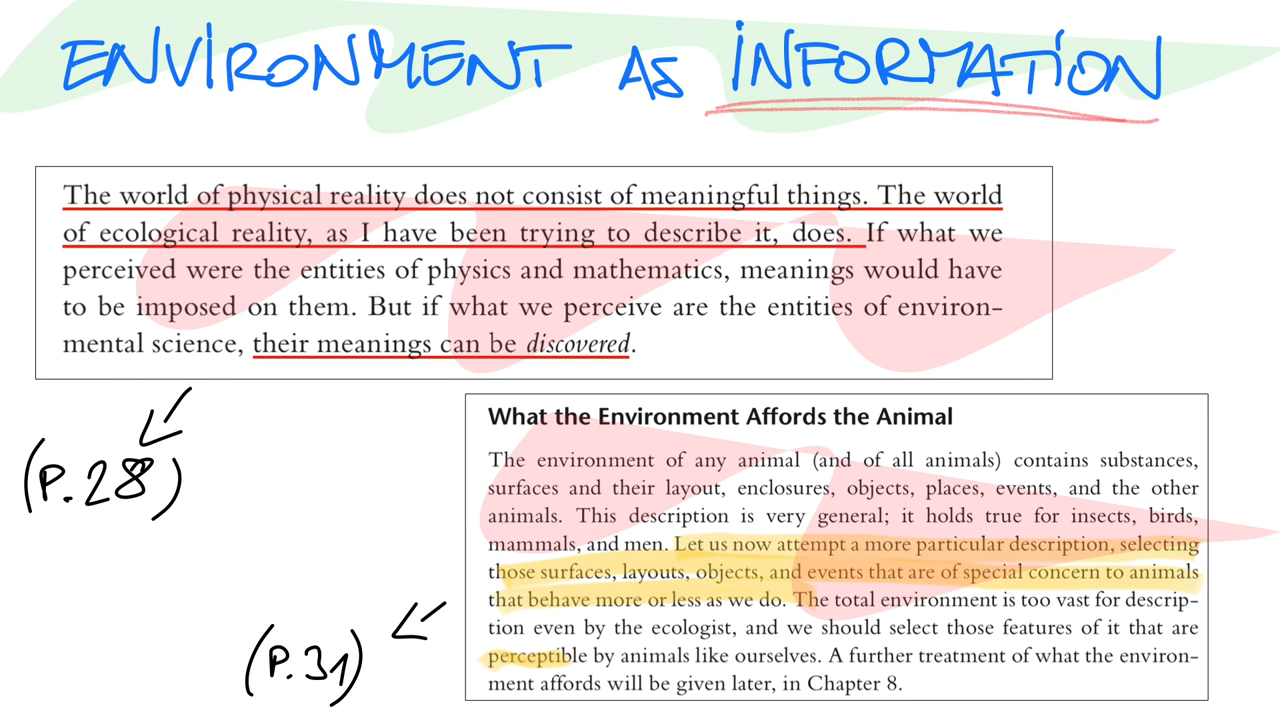 ENVIRONMENT AS INFORMATION
The world of physical reality does not consist of meaningful things. The world
of ecological reality, as I have been trying to describe it, does. If what we
perceived were the entities of physics and mathematics, meanings would have
to be imposed on them. But if what we perceive are the entities of environ-
mental science, their meanings can be discovered.
(P.28)
What the Environment Affords the Animal
The environment of any animal (and of all animals) contains substances,
surfaces and their layout, enclosures, objects, places, events, and the other
animals. This description is very general; it holds true for insects, birds,
mammals, and men. Let us now attempt a more particular description, selecting
those surfaces, layouts, objects, and events that are of special concern to animals
that behave more or less as we do. The total environment is too vast for descrip-
tion even by the ecologist, and we should select those features of it that are
perceptible by animals like ourselves. A further treatment of what the environ-
ment affords will be given later, in Chapter 8.
(P.31)